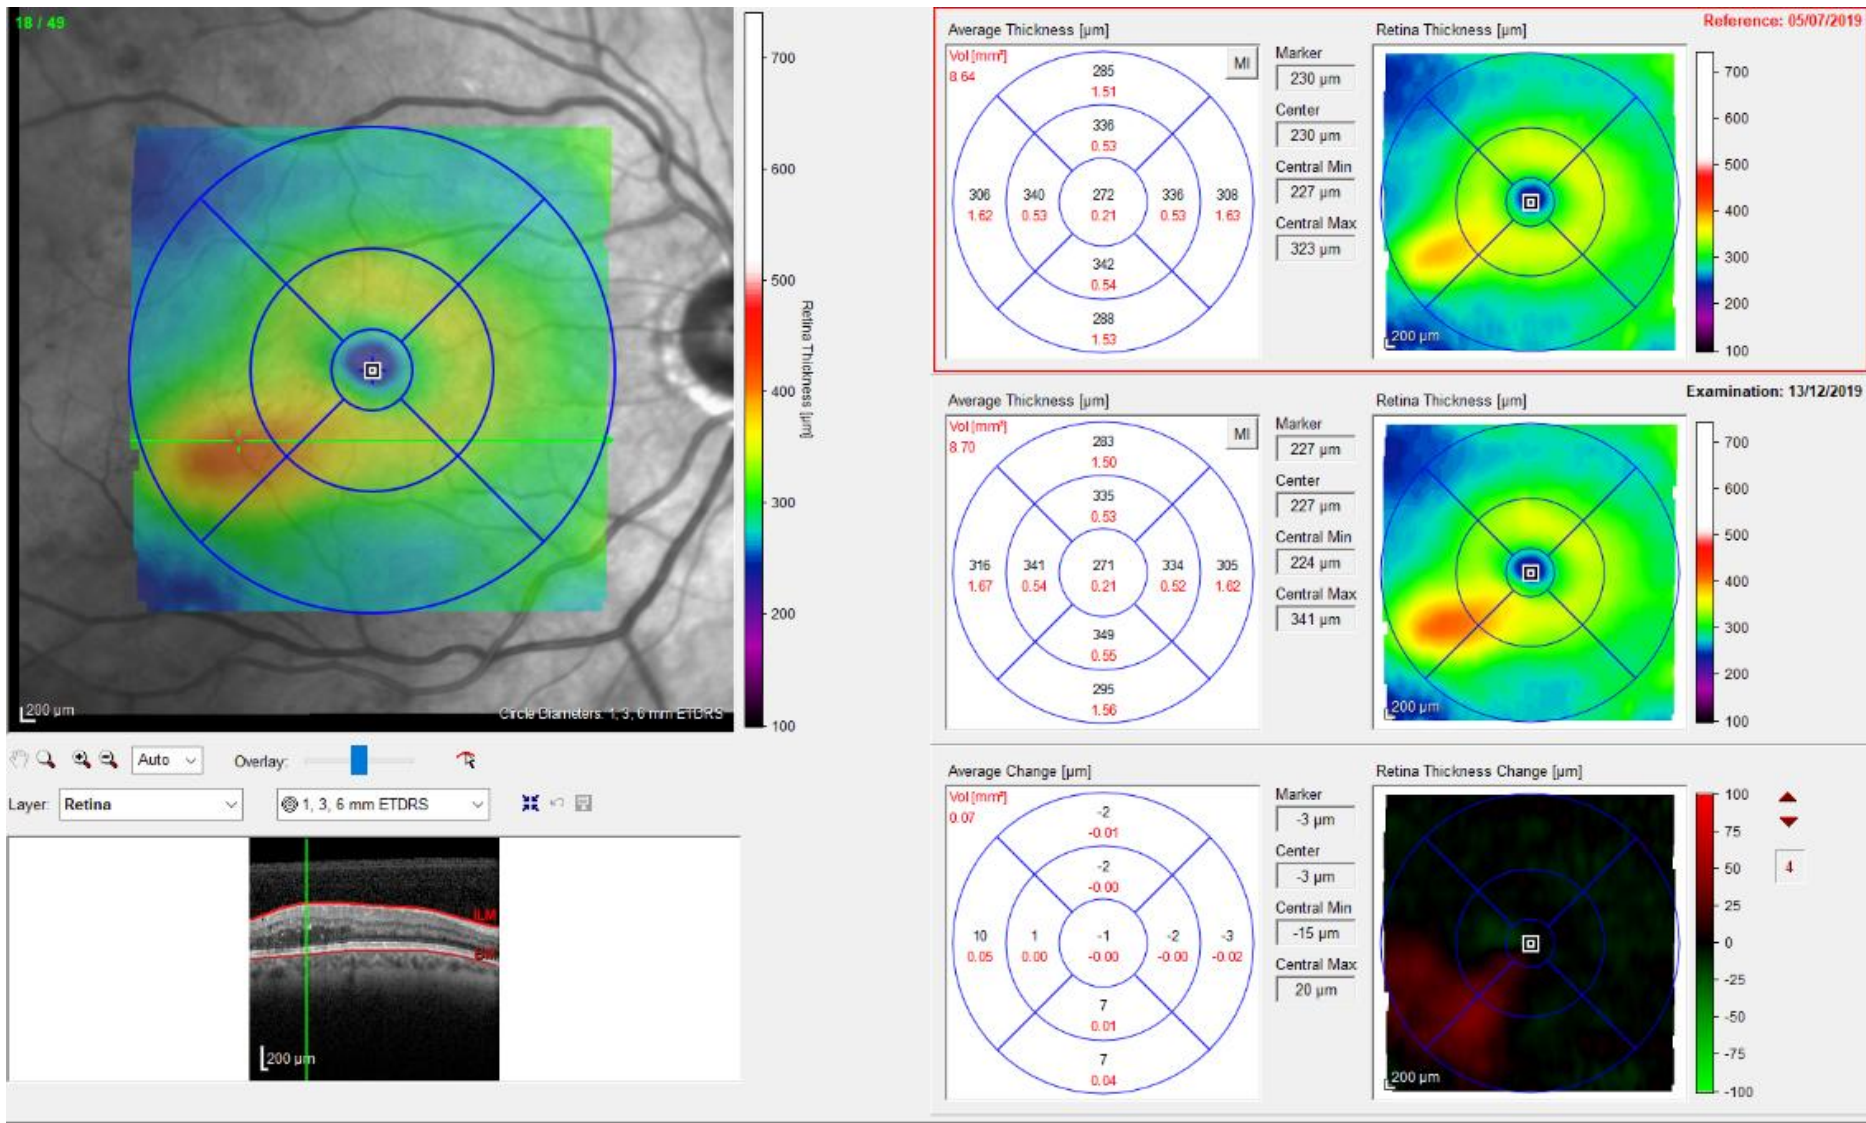 18 / 49
700
600
500
400
300
200
100
Retina Thickness [µm]
200 µm
Circle Diameters: 1, 3, 6 mm ETDRS
Auto
Overlay:
Layer:
Retina
1, 3, 6 mm ETDRS
ILM
BM
200 µm
Reference: 05/07/2019
Average Thickness [µm]
Vol [mm³]
8.64
MI
285
1.51
336
0.53
306 340 272 336 308
1.62 0.53 0.21 0.53 1.63
342
0.54
288
1.53
Marker
230 µm
Center
230 µm
Central Min
227 µm
Central Max
323 µm
Retina Thickness [µm]
200 µm
700
600
500
400
300
200
100
Examination: 13/12/2019
Average Thickness [µm]
Vol [mm³]
8.70
MI
283
1.50
335
0.53
316 341 271 334 305
1.67 0.54 0.21 0.52 1.62
349
0.55
295
1.56
Marker
227 µm
Center
227 µm
Central Min
224 µm
Central Max
341 µm
Retina Thickness [µm]
200 µm
700
600
500
400
300
200
100
Average Change [µm]
Vol [mm³]
0.07
-2
-0.01
-2
-0.00
10 1 -1 -2 -3
0.05 0.00 -0.00 -0.00 -0.02
7
0.01
7
0.04
Marker
-3 µm
Center
-3 µm
Central Min
-15 µm
Central Max
20 µm
Retina Thickness Change [µm]
200 µm
100
75
50
25
0
-25
-50
-75
-100
4